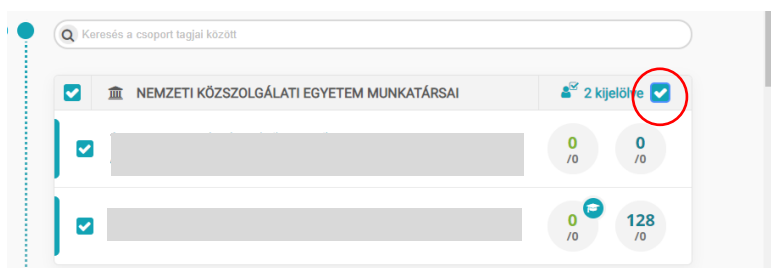 Keresés a csoport tagjai között
NEMZETI KÖZSZOLGÁLATI EGYETEM MUNKATÁRSAI 2 kijelölve
0 0
/0 /0
0 128
/0 /0